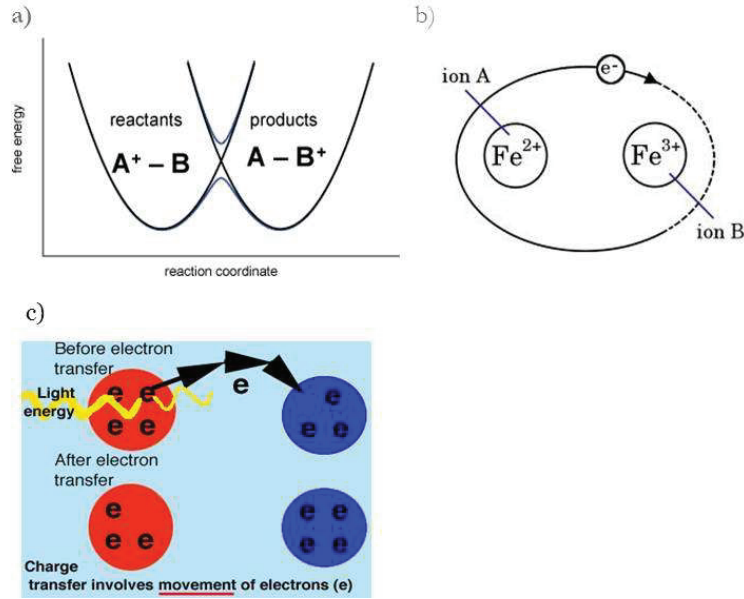 a)
free energy
reactants
A⁺ – B
products
A – B⁺
reaction coordinate
b)
e⁻
ion A
Fe²⁺
Fe³⁺
ion B
c)
Before electron
transfer
Light
energy
e e
e e
e
e
e e
After electron
transfer
e
e e
e e
e e
Charge
transfer involves movement of electrons (e)